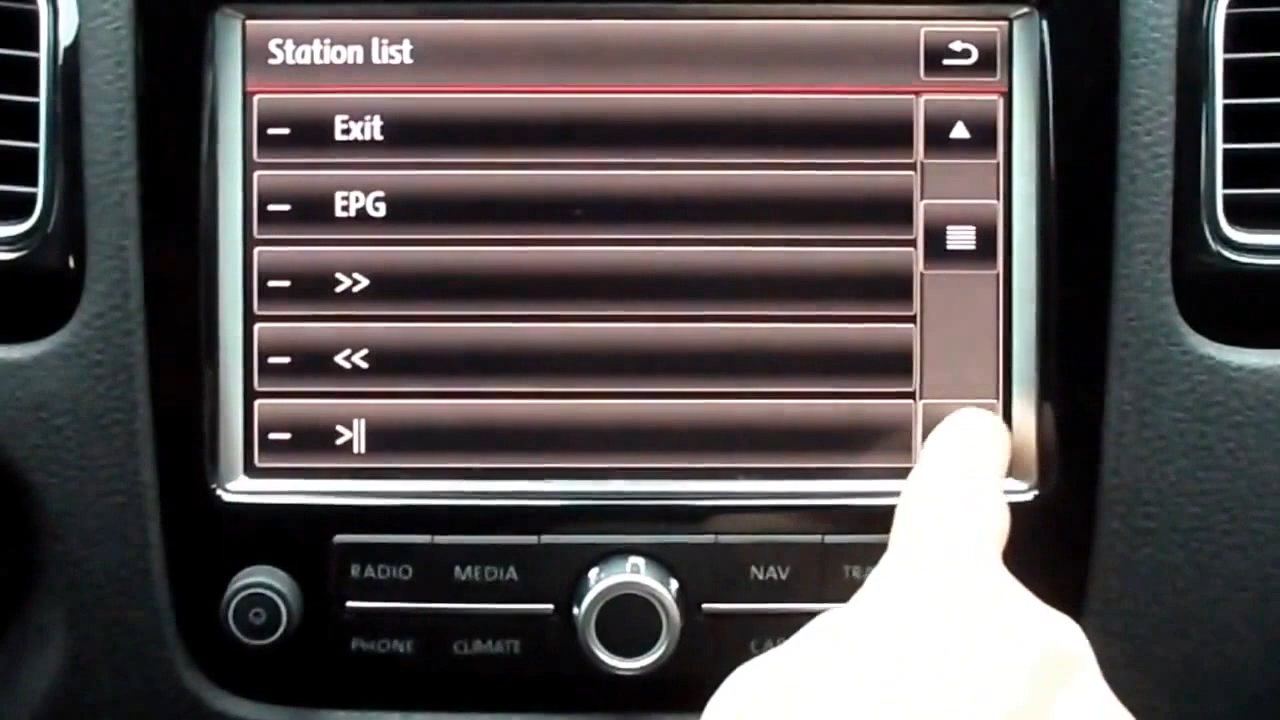 Station list
Exit
EPG
>>
<<
>||
RADIO MEDIA NAV
PHONE CLIMATE